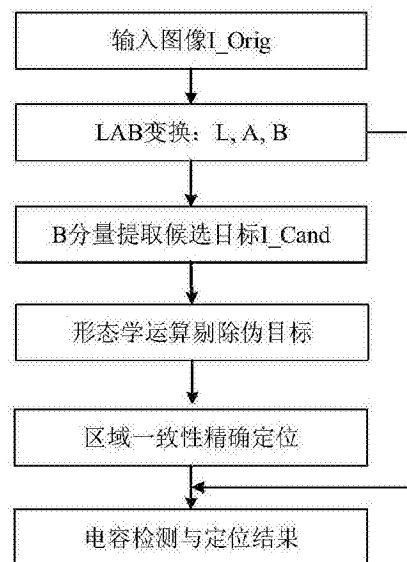 输入图像I_Orig
LAB变换：L, A, B
B分量提取候选目标I_Cand
形态学运算剔除伪目标
区域一致性精确定位
电容检测与定位结果